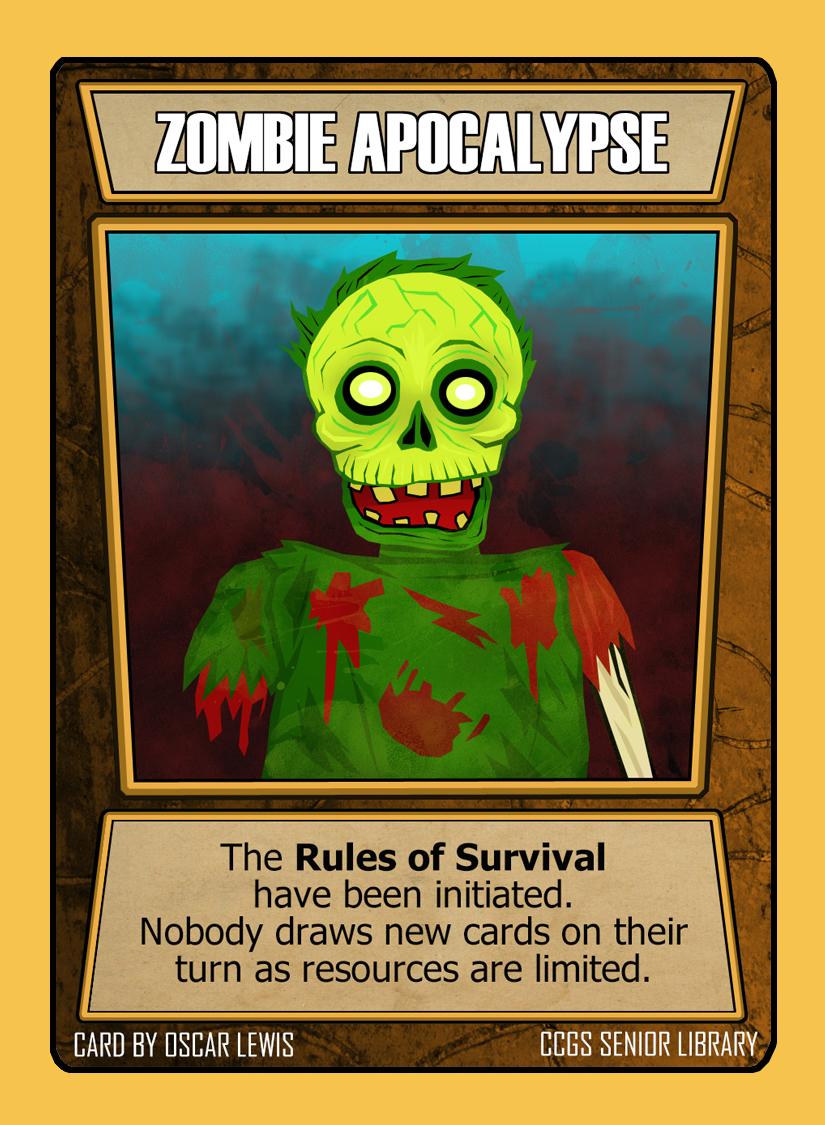 ZOMBIE APOCALYPSE
The Rules of Survival
have been initiated.
Nobody draws new cards on their
turn as resources are limited.
CARD BY OSCAR LEWIS
CCGS SENIOR LIBRARY